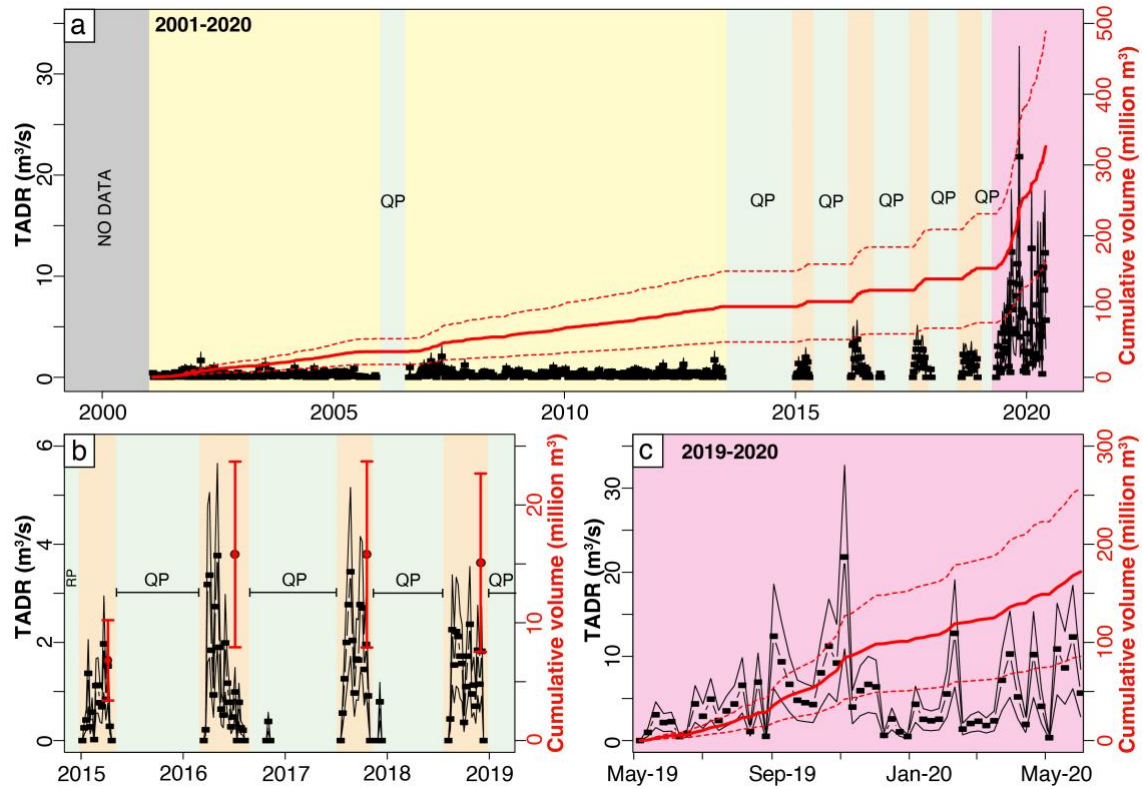 a
2001-2020
NO DATA
QP
QP
QP
QP
QP
QP
TADR (m³/s)
0
10
20
30
Cumulative volume (million m³)
0
100
200
300
400
500
2000
2005
2010
2015
2020
b
RP
QP
QP
QP
QP
TADR (m³/s)
0
2
4
6
Cumulative volume (million m³)
0
10
20
2015
2016
2017
2018
2019
c
2019-2020
TADR (m³/s)
0
10
20
30
Cumulative volume (million m³)
0
100
200
300
May-19
Sep-19
Jan-20
May-20